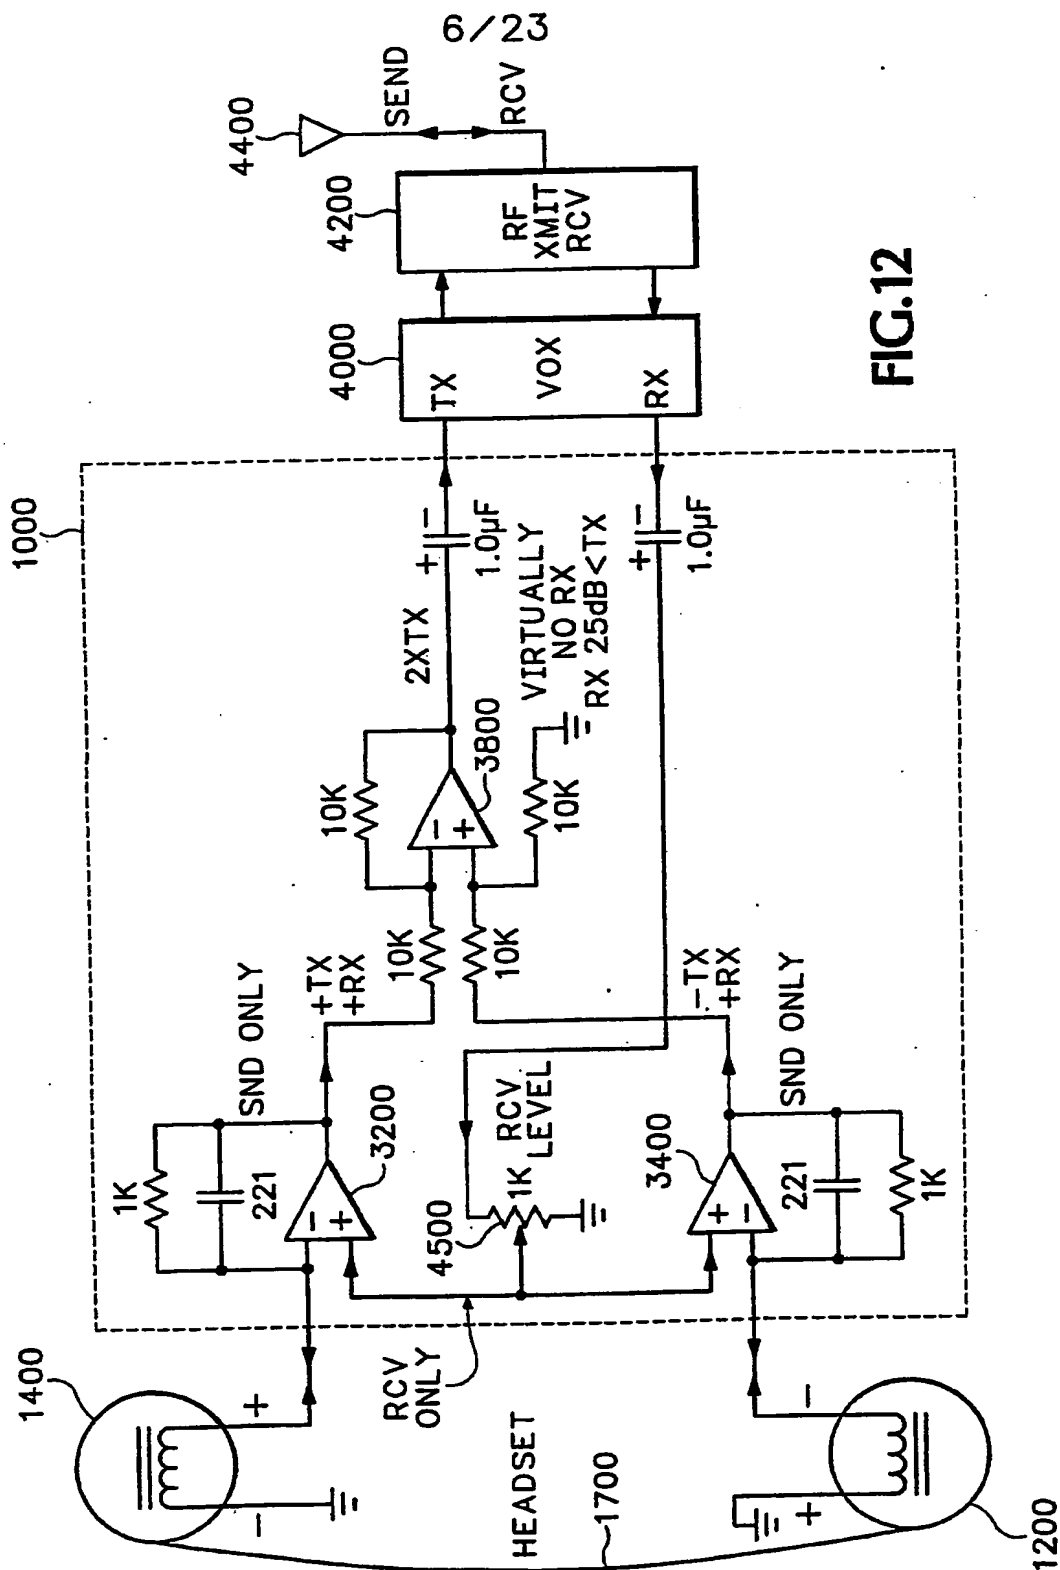 6/23
4400
SEND
RCV
4200
RF
XMIT
RCV
4000
TX
VOX
RX
1000
+
−
1.0μF
2XTX
VIRTUALLY
NO RX
RX 25dB<TX
+
−
1.0μF
10K
−
+
3800
10K
10K
10K
SND ONLY
+TX
+RX
−TX
+RX
SND ONLY
1K
221
−
+
3200
RCV
LEVEL
1K
4500
3400
+
−
221
1K
1400
+
−
RCV
ONLY
HEADSET
1700
−
+
1200
FIG.12